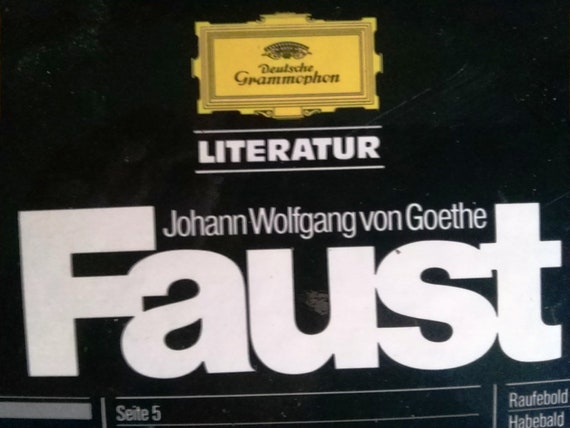 Deutsche
Grammophon
LITERATUR
Johann Wolfgang von Goethe
Faust
Seite 5
Raufebold
Habebald